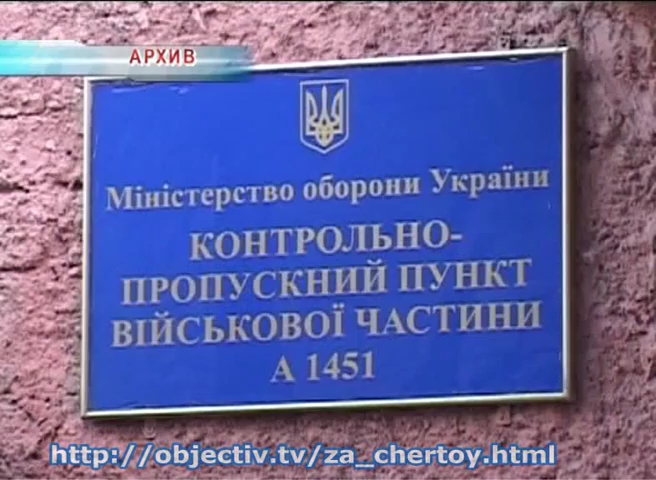 АРХИВ
Міністерство оборони України
КОНТРОЛЬНО-
ПРОПУСКНИЙ ПУНКТ
ВІЙСЬКОВОЇ ЧАСТИНИ
А 1451
http://objectiv.tv/za_chertoy.html